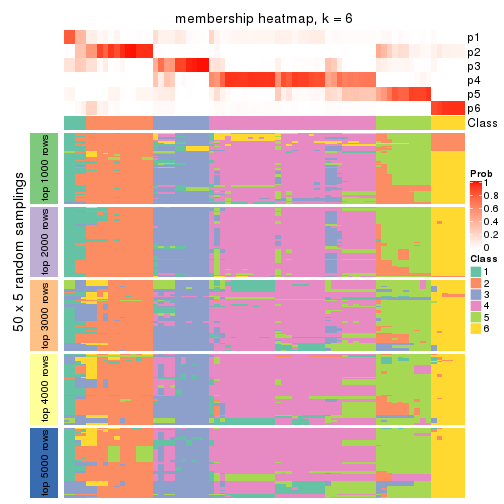 membership heatmap, k = 6
p1
p2
p3
p4
p5
p6
Class
50 x 5 random samplings
top 1000 rows
top 2000 rows
top 3000 rows
top 4000 rows
top 5000 rows
Prob
1
0.8
0.6
0.4
0.2
0
Class
1
2
3
4
5
6